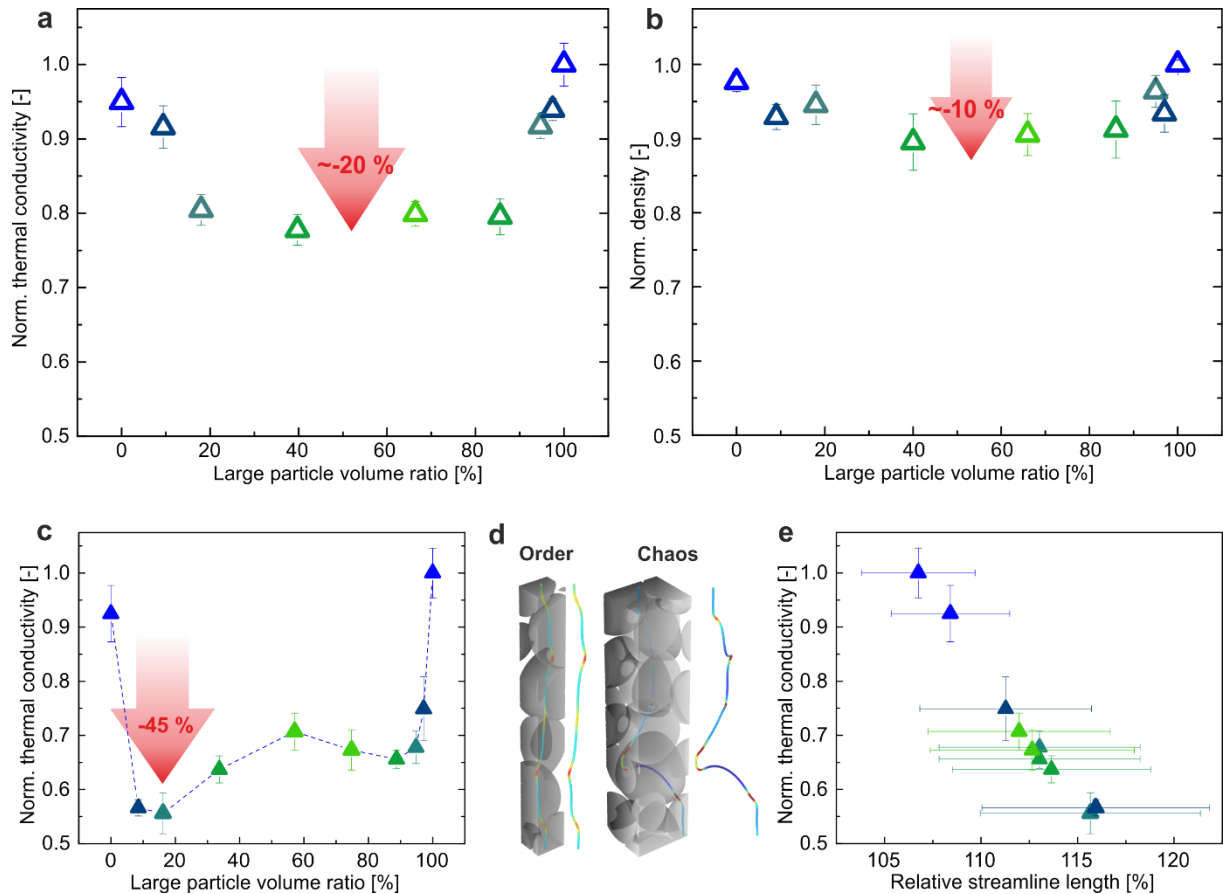 a
Norm. thermal conductivity [-]
1.0
0.9
0.8
0.7
0.6
0.5
~-20 %
0 20 40 60 80 100
Large particle volume ratio [%]
b
Norm. density [-]
1.0
0.9
0.8
0.7
0.6
0.5
~-10 %
0 20 40 60 80 100
Large particle volume ratio [%]
c
Norm. thermal conductivity [-]
1.0
0.9
0.8
0.7
0.6
0.5
-45 %
0 20 40 60 80 100
Large particle volume ratio [%]
d
Order Chaos
e
Norm. thermal conductivity [-]
1.0
0.9
0.8
0.7
0.6
0.5
105 110 115 120
Relative streamline length [%]